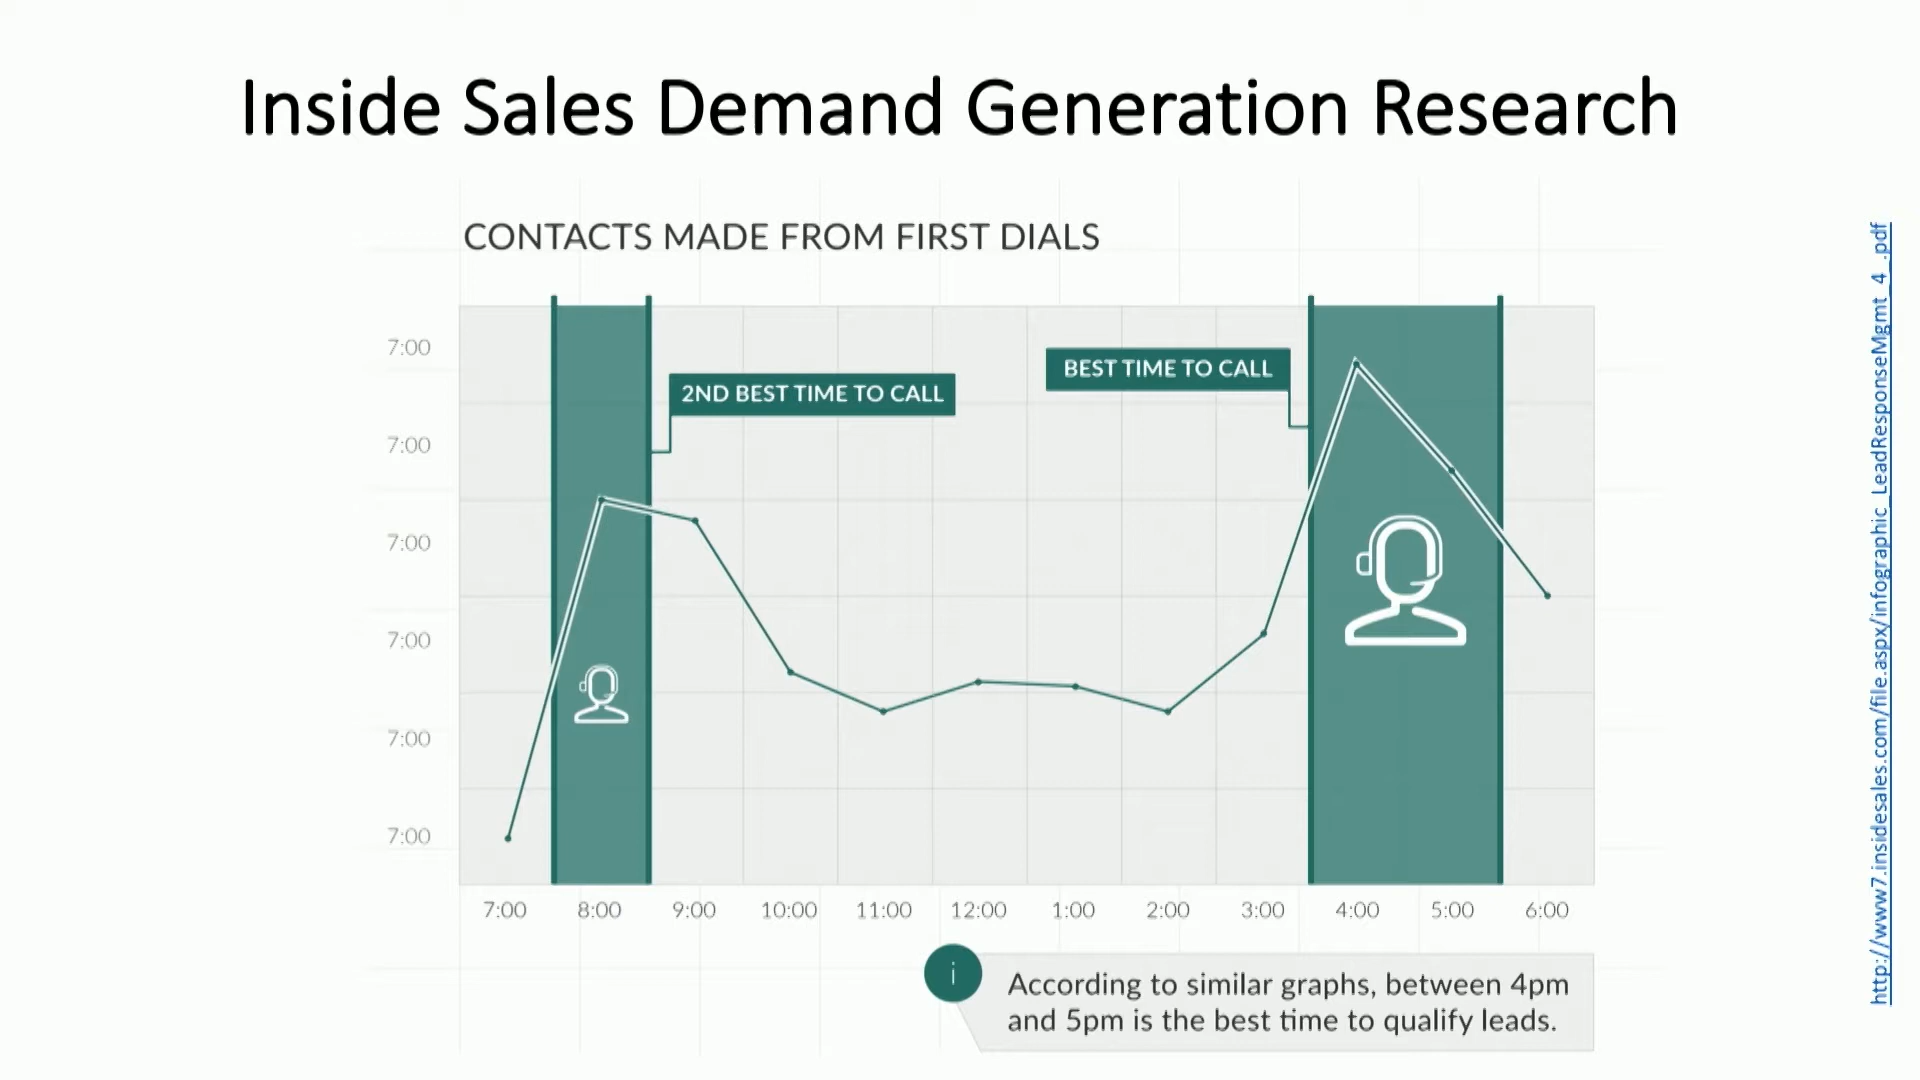 Inside Sales Demand Generation Research
CONTACTS MADE FROM FIRST DIALS
7:00
7:00
7:00
7:00
7:00
7:00
2ND BEST TIME TO CALL
BEST TIME TO CALL
7:00 8:00 9:00 10:00 11:00 12:00 1:00 2:00 3:00 4:00 5:00 6:00
i
According to similar graphs, between 4pm
and 5pm is the best time to qualify leads.
http://www7.insidesales.com/file.aspx/infographic_LeadResponseMgmt_4_.pdf